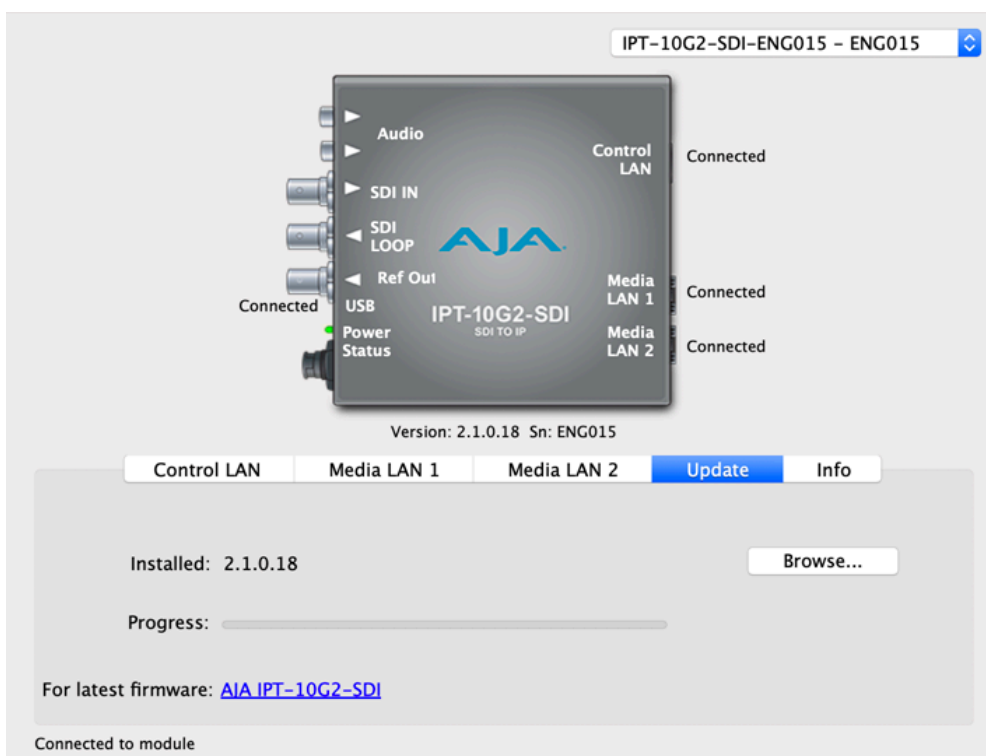 IPT-10G2-SDI-ENG015 - ENG015
Audio
Control
LAN
Connected
SDI IN
SDI
LOOP
AJA
Ref Out
Media
LAN 1
Connected
Connected
USB
IPT-10G2-SDI
SDI TO IP
Power
Status
Media
LAN 2
Connected
Version: 2.1.0.18 Sn: ENG015
Control LAN Media LAN 1 Media LAN 2 Update Info
Installed: 2.1.0.18 Browse...
Progress:
For latest firmware: AJA IPT-10G2-SDI
Connected to module